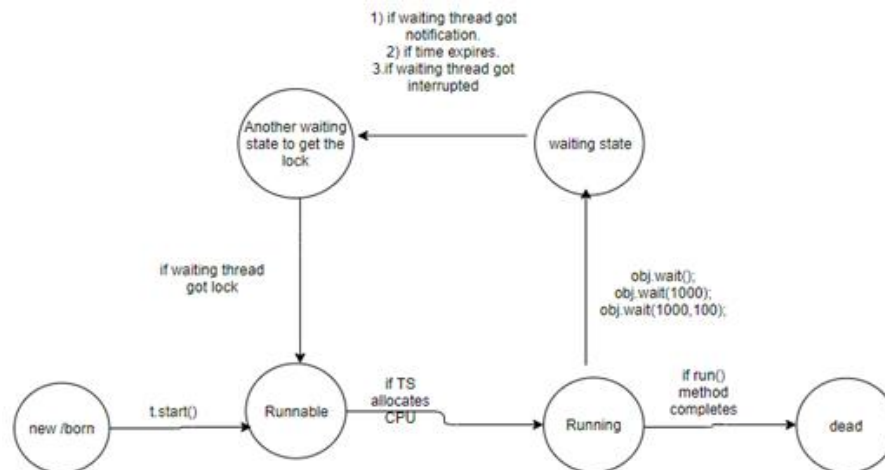 1) if waiting thread got
notification.
2) if time expires.
3.if waiting thread got
interrupted
Another waiting
state to get the
lock
waiting state
if waiting thread
got lock
obj.wait();
obj.wait(1000);
obj.wait(1000,100);
new /born
t.start()
Runnable
if TS
allocates
CPU
Running
if run()
method
completes
dead